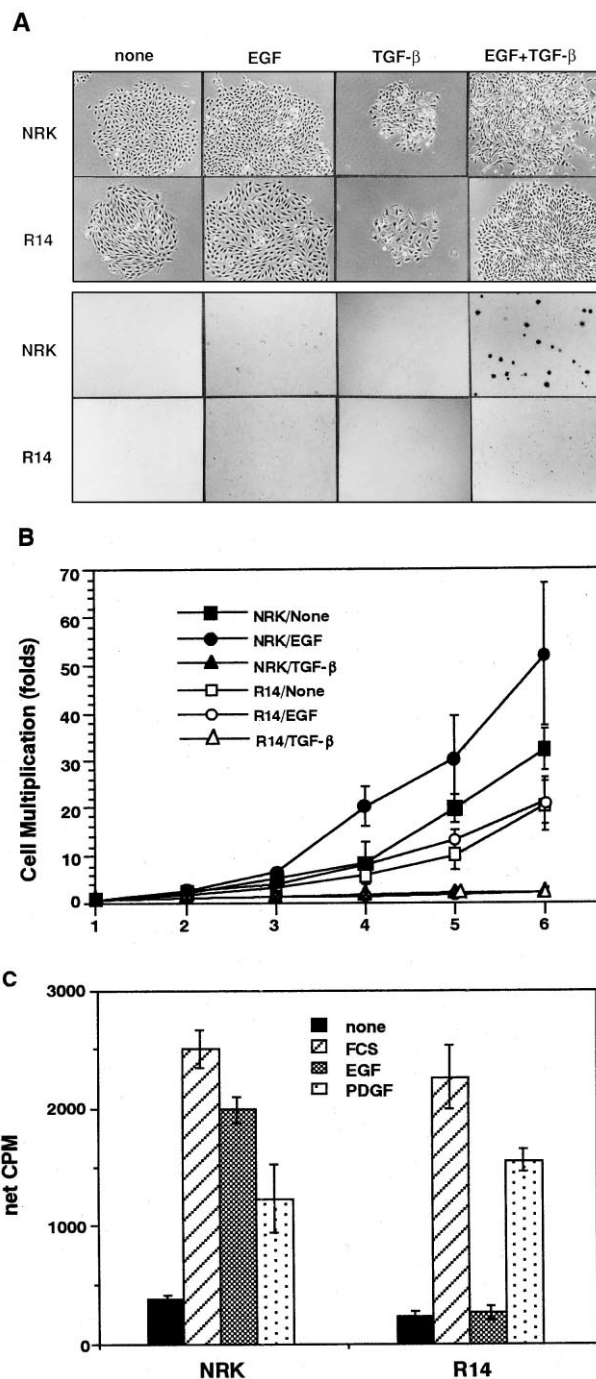 A
none EGF TGF-β EGF+TGF-β
NRK
R14
NRK
R14
B
Cell Multiplication (folds)
70
60
50
40
30
20
10
0
NRK/None
NRK/EGF
NRK/TGF-β
R14/None
R14/EGF
R14/TGF-β
1 2 3 4 5 6
C
net CPM
3000
2000
1000
0
none
FCS
EGF
PDGF
NRK R14